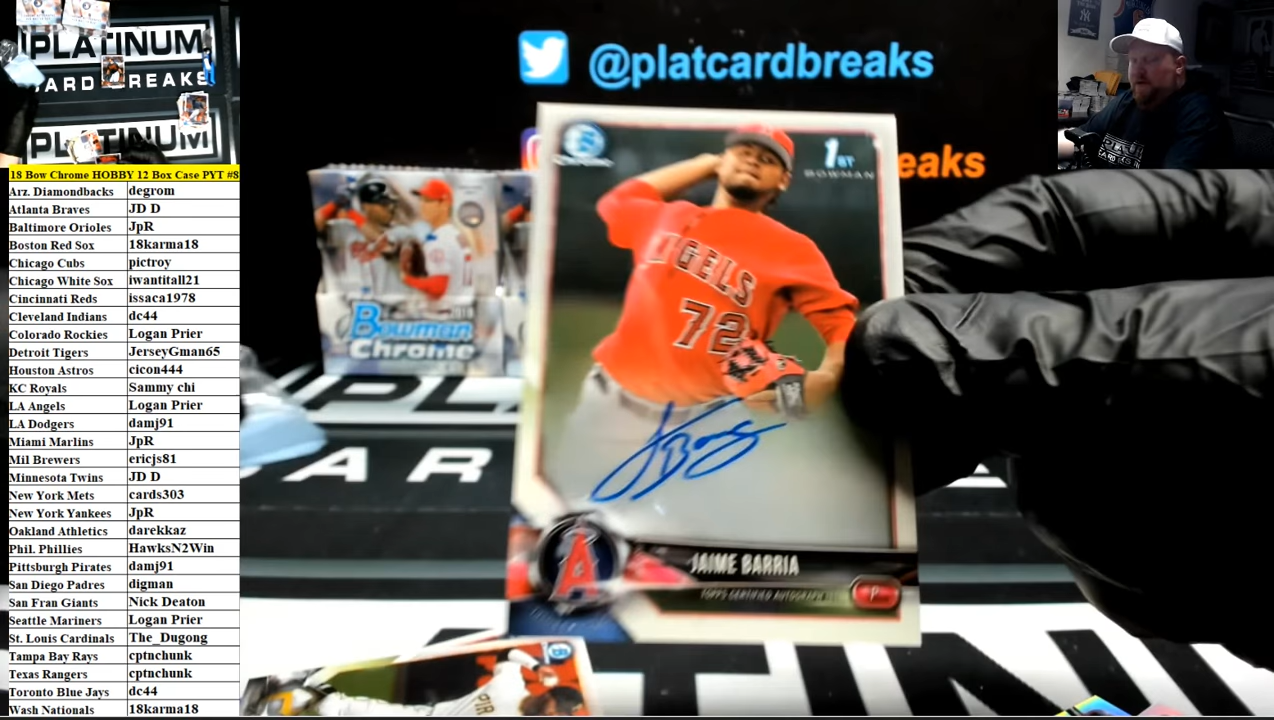 PLATINUM
CARD BREAKS
PLATINUM
18 Bow Chrome HOBBY 12 Box Case PYT #8
Arz. Diamondbacks degrom
Atlanta Braves JD D
Baltimore Orioles JpR
Boston Red Sox 18karma18
Chicago Cubs pictroy
Chicago White Sox iwantitall21
Cincinnati Reds issaca1978
Cleveland Indians dc44
Colorado Rockies Logan Prier
Detroit Tigers JerseyGman65
Houston Astros cicon444
KC Royals Sammy chi
LA Angels Logan Prier
LA Dodgers damj91
Miami Marlins JpR
Mil Brewers ericjs81
Minnesota Twins JD D
New York Mets cards303
New York Yankees JpR
Oakland Athletics darekkaz
Phil. Phillies HawksN2Win
Pittsburgh Pirates damj91
San Diego Padres digman
San Fran Giants Nick Deaton
Seattle Mariners Logan Prier
St. Louis Cardinals The_Dugong
Tampa Bay Rays cptnchunk
Texas Rangers cptnchunk
Toronto Blue Jays dc44
Wash Nationals 18karma18
@platcardbreaks
eaks
Bowman
Chrome
1ST
BOWMAN
ANGELS
72
J Barria
A
JAIME BARRIA
TOPPS CERTIFIED AUTOGRAPH
P
PL
CAR
PIR